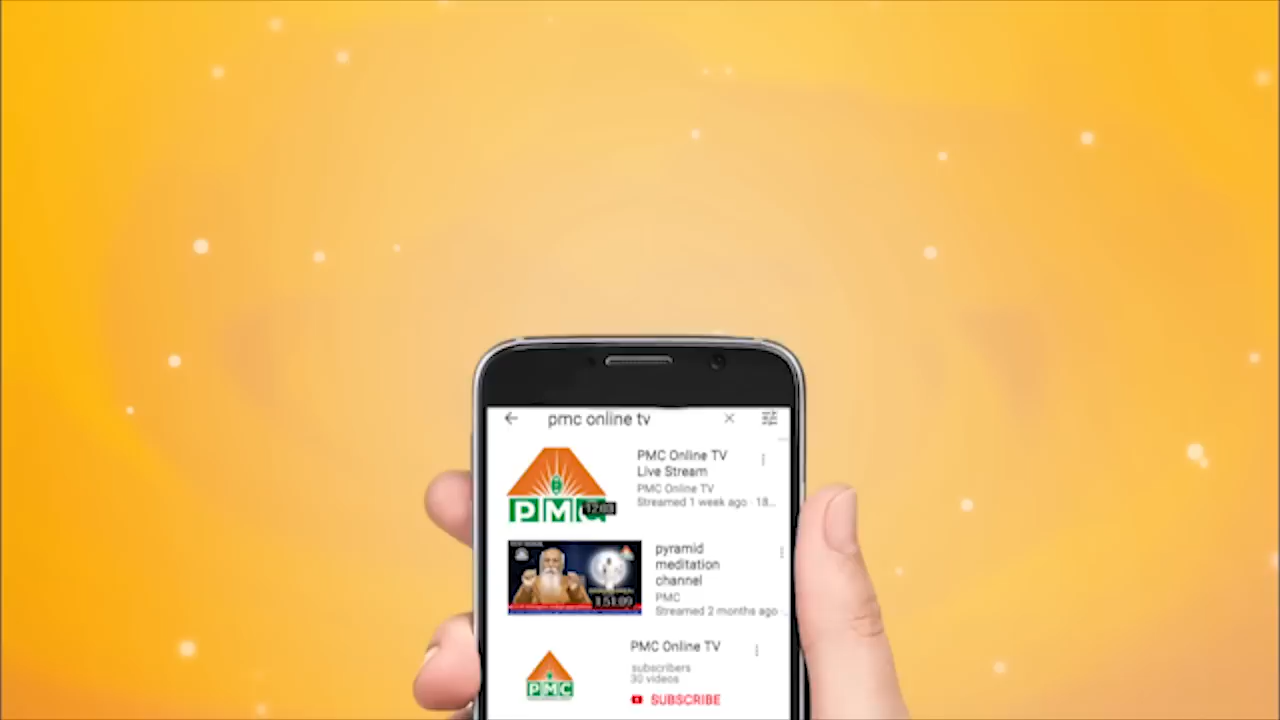 pmc online tv
PMC Online TV
Live Stream
PMC Online TV
Streamed 1 week ago · 18...
PMC
12:03
pyramid
meditation
channel
PMC
Streamed 2 months ago ·
1:51:09
PMC Online TV
subscribers
30 videos
SUBSCRIBE
PMC